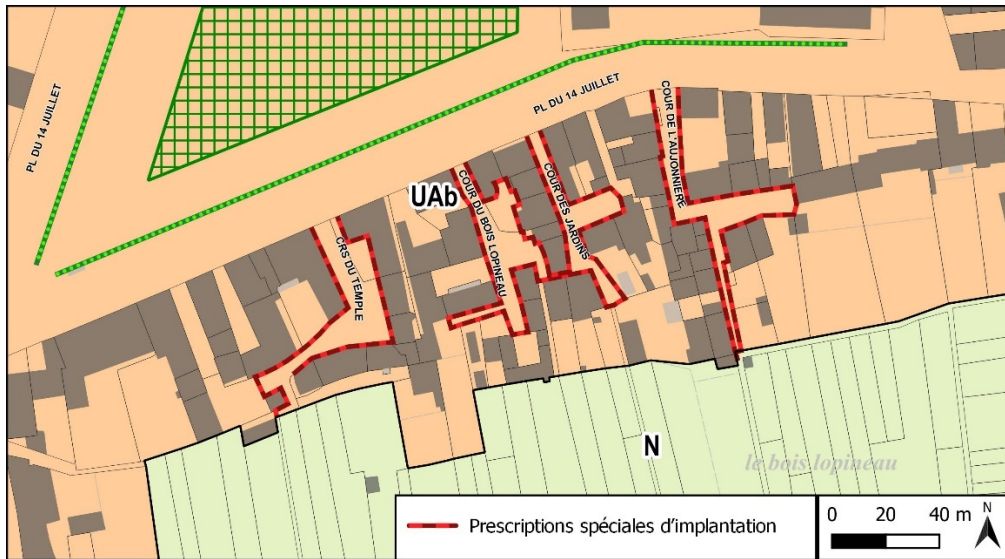 PL DU 14 JUILLET
PL DU 14 JUILLET
COUR DE L'AUJONNIERE
UAb
COUR DU BOIS LOPINEAU
COUR DES JARDINS
CRS DU TEMPLE
N
le bois lopineau
Prescriptions spéciales d'implantation
0 20 40 m
N